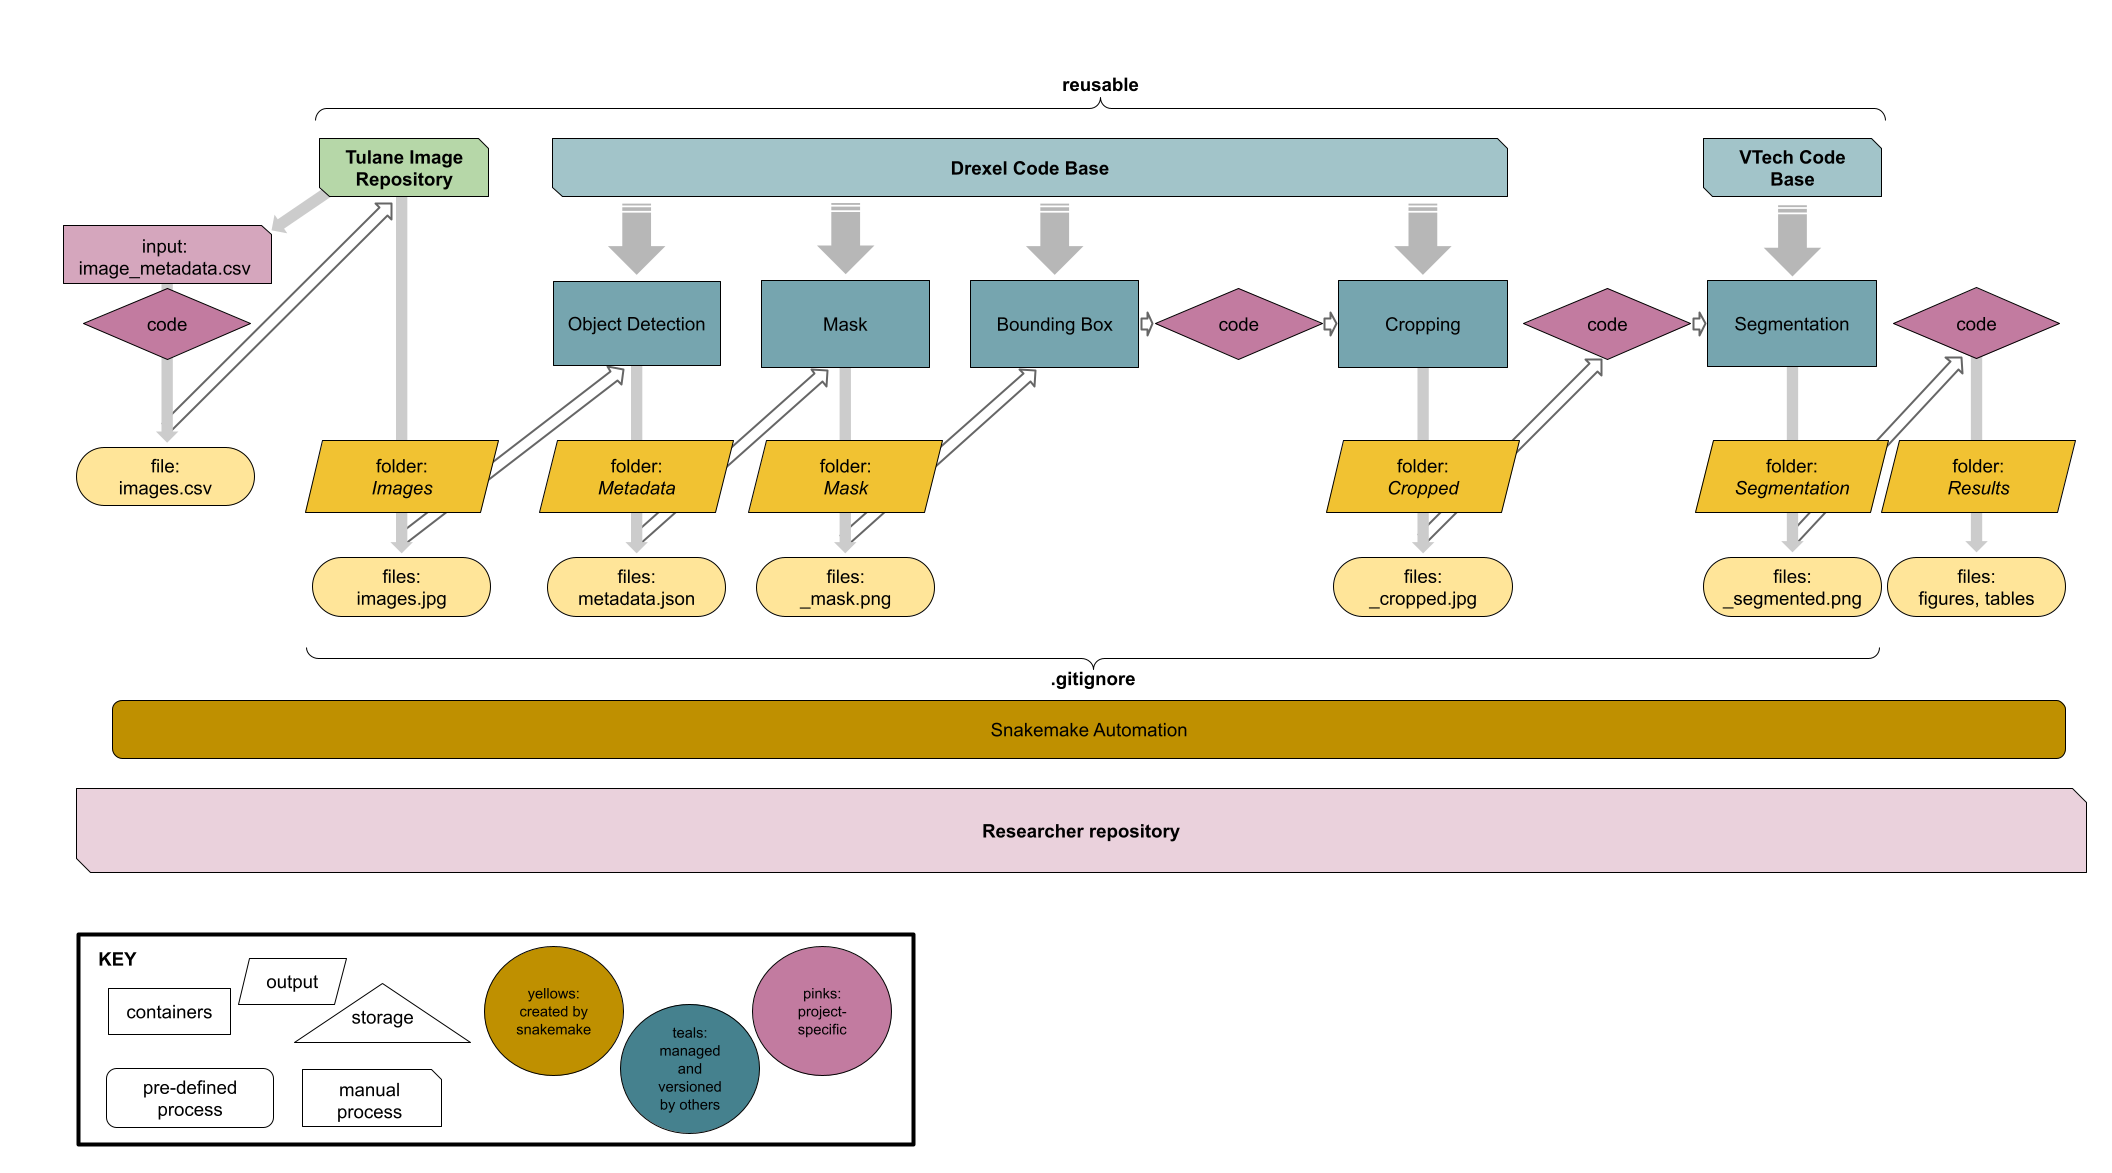 reusable
Tulane Image
Repository
Drexel Code Base
VTech Code
Base
input:
image_metadata.csv
code
Object Detection
Mask
Bounding Box
code
Cropping
code
Segmentation
code
file:
images.csv
folder:
Images
folder:
Metadata
folder:
Mask
folder:
Cropped
folder:
Segmentation
folder:
Results
files:
images.jpg
files:
metadata.json
files:
_mask.png
files:
_cropped.jpg
files:
_segmented.png
files:
figures, tables
.gitignore
Snakemake Automation
Researcher repository
KEY
output
containers
storage
pre-defined
process
manual
process
yellows:
created by
snakemake
teals:
managed
and
versioned
by others
pinks:
project-
specific